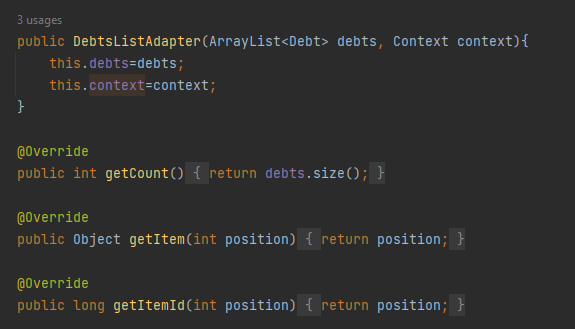 3 usages
public DebtsListAdapter(ArrayList<Debt> debts, Context context){
this.debts=debts;
this.context=context;
}
@Override
public int getCount() { return debts.size(); }
@Override
public Object getItem(int position) { return position; }
@Override
public long getItemId(int position) { return position; }